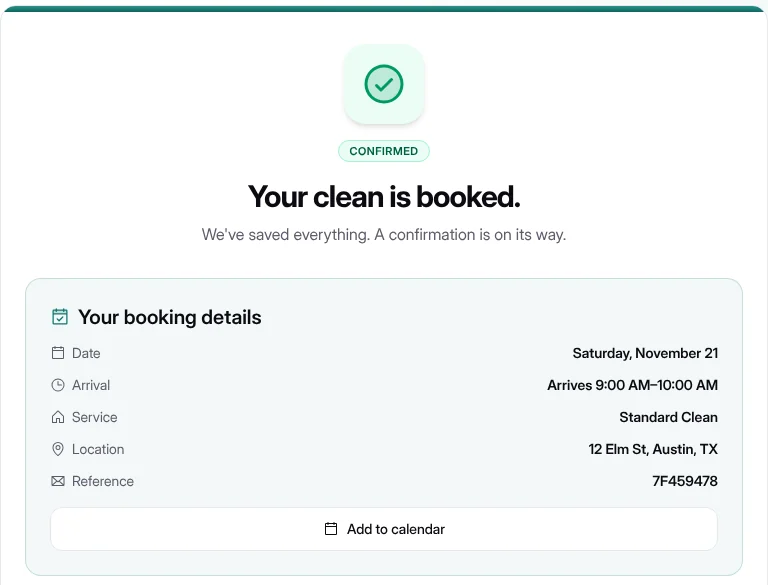 CONFIRMED
Your clean is booked.
We've saved everything. A confirmation is on its way.
Your booking details
Date Saturday, November 21
Arrival Arrives 9:00 AM–10:00 AM
Service Standard Clean
Location 12 Elm St, Austin, TX
Reference 7F459478
Add to calendar